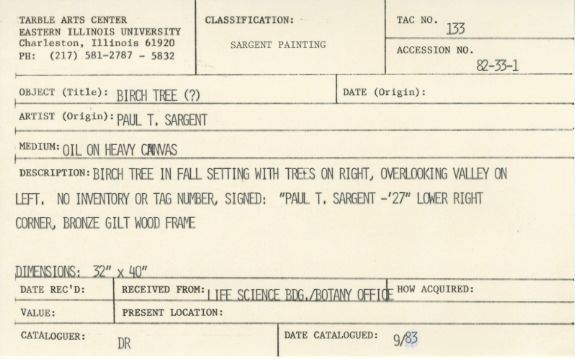 TARBLE ARTS CENTER
EASTERN ILLINOIS UNIVERSITY
Charleston, Illinois 61920
PH: (217) 581-2787 - 5832
CLASSIFICATION:
SARGENT PAINTING
TAC NO. 133
ACCESSION NO.
82-33-1
OBJECT (Title): BIRCH TREE (?)
DATE (Origin):
ARTIST (Origin): PAUL T. SARGENT
MEDIUM: OIL ON HEAVY CANVAS
DESCRIPTION: BIRCH TREE IN FALL SETTING WITH TREES ON RIGHT, OVERLOOKING VALLEY ON
LEFT. NO INVENTORY OR TAG NUMBER, SIGNED: "PAUL T. SARGENT -'27" LOWER RIGHT
CORNER, BRONZE GILT WOOD FRAME
DIMENSIONS: 32" x 40"
DATE REC'D:
RECEIVED FROM: LIFE SCIENCE BDG./BOTANY OFFICE
HOW ACQUIRED:
VALUE:
PRESENT LOCATION:
CATALOGUER: DR
DATE CATALOGUED: 9/83